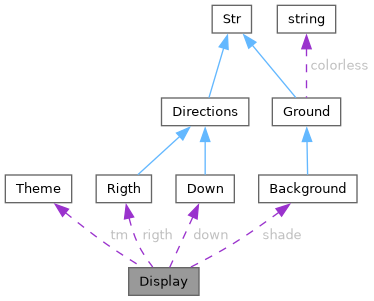 Str
string
colorless
Directions
Ground
Theme
Rigth
Down
Background
tm
rigth
down
shade
Display